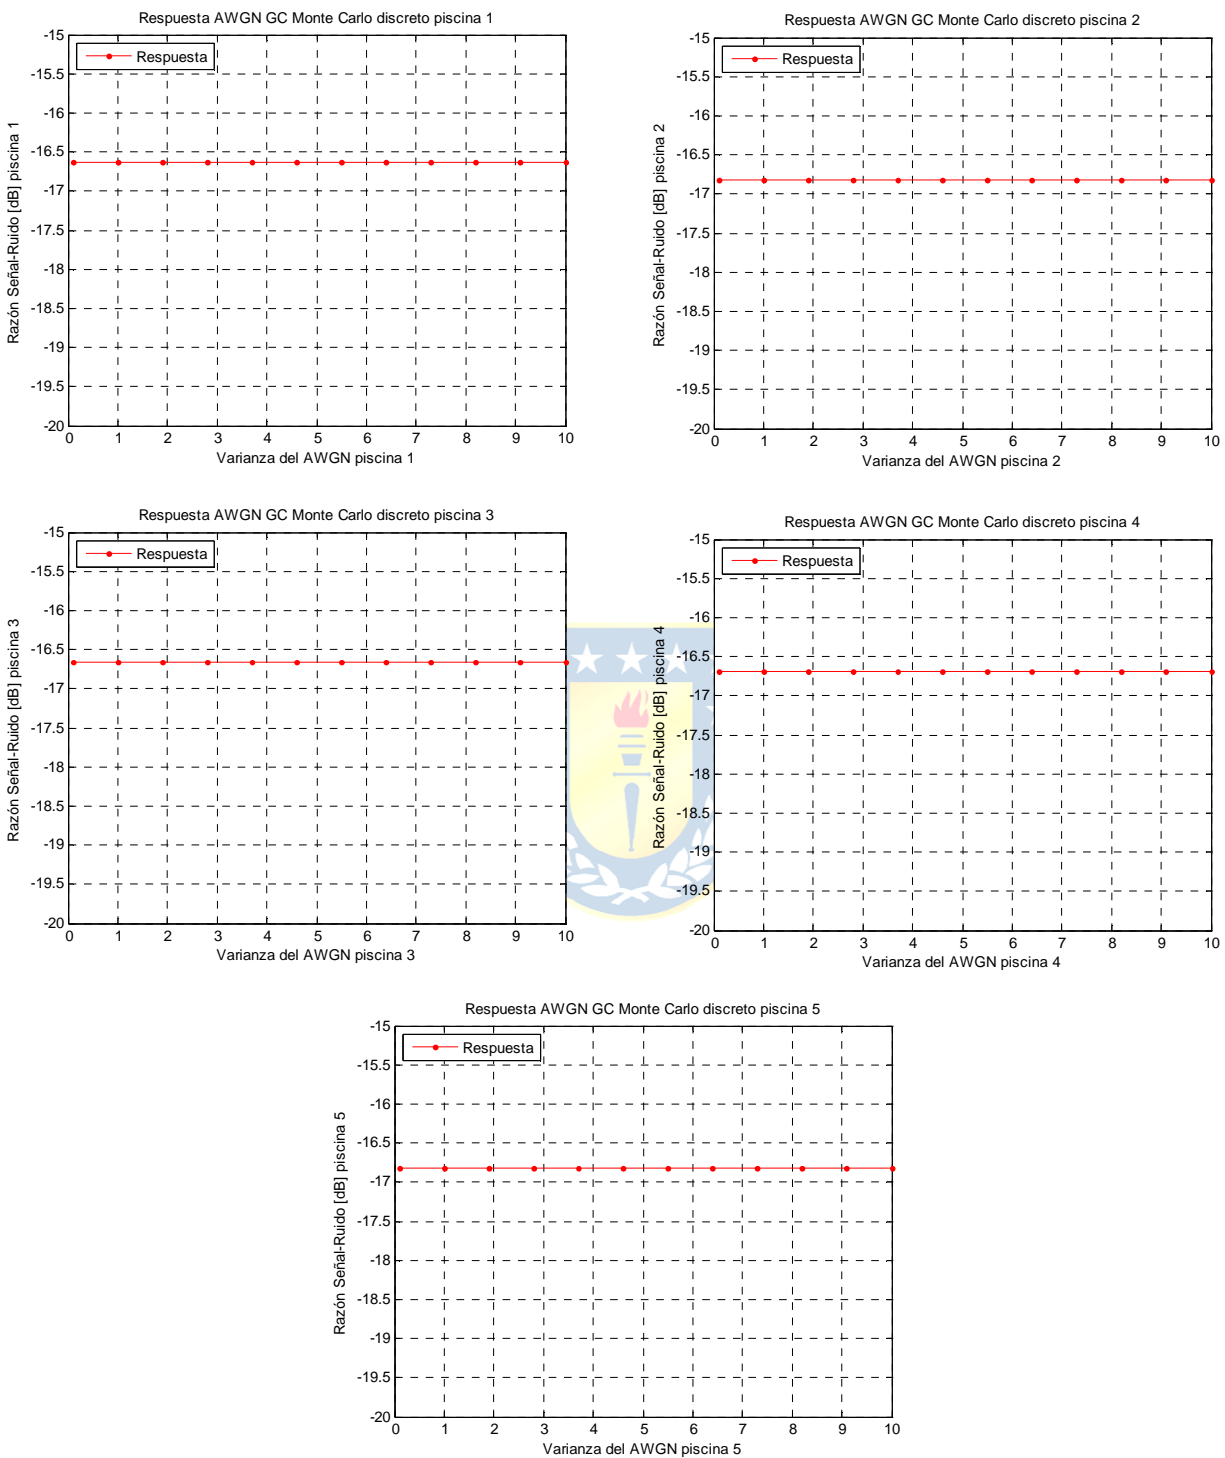 Respuesta AWGN GC Monte Carlo discreto piscina 1
Respuesta
-15
-15.5
-16
-16.5
-17
-17.5
-18
-18.5
-19
-19.5
-20
0 1 2 3 4 5 6 7 8 9 10
Razón Señal-Ruido [dB] piscina 1
Varianza del AWGN piscina 1
Respuesta AWGN GC Monte Carlo discreto piscina 2
Respuesta
-15
-15.5
-16
-16.5
-17
-17.5
-18
-18.5
-19
-19.5
-20
0 1 2 3 4 5 6 7 8 9 10
Razón Señal-Ruido [dB] piscina 2
Varianza del AWGN piscina 2
Respuesta AWGN GC Monte Carlo discreto piscina 3
Respuesta
-15
-15.5
-16
-16.5
-17
-17.5
-18
-18.5
-19
-19.5
-20
0 1 2 3 4 5 6 7 8 9 10
Razón Señal-Ruido [dB] piscina 3
Varianza del AWGN piscina 3
Respuesta AWGN GC Monte Carlo discreto piscina 4
Respuesta
-15
-15.5
-16
-16.5
-17
-17.5
-18
-18.5
-19
-19.5
-20
0 1 2 3 4 5 6 7 8 9 10
Razón Señal-Ruido [dB] piscina 4
Varianza del AWGN piscina 4
Respuesta AWGN GC Monte Carlo discreto piscina 5
Respuesta
-15
-15.5
-16
-16.5
-17
-17.5
-18
-18.5
-19
-19.5
-20
0 1 2 3 4 5 6 7 8 9 10
Razón Señal-Ruido [dB] piscina 5
Varianza del AWGN piscina 5